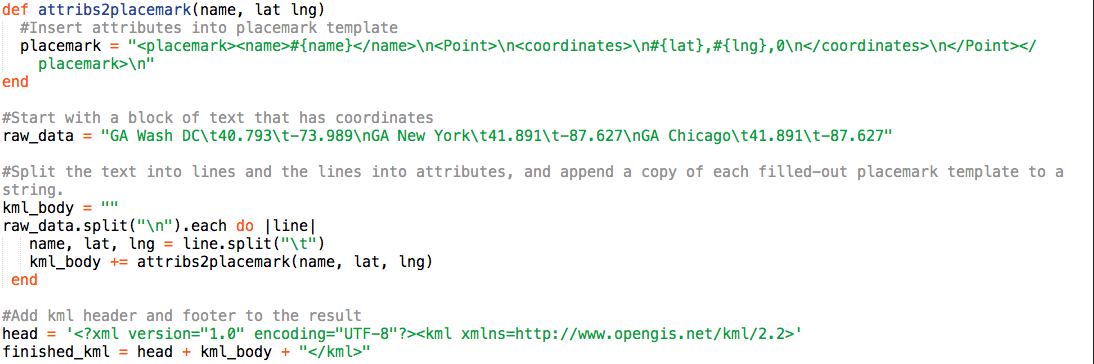 def attribs2placemark(name, lat lng)
  #Insert attributes into placemark template
  placemark = "<placemark><name>#{name}</name>\n<Point>\n<coordinates>\n#{lat},#{lng},0\n</coordinates>\n</Point></
    placemark>\n"
end

#Start with a block of text that has coordinates
raw_data = "GA Wash DC\t40.793\t-73.989\nGA New York\t41.891\t-87.627\nGA Chicago\t41.891\t-87.627"

#Split the text into lines and the lines into attributes, and append a copy of each filled-out placemark template to a
string.
kml_body = ""
raw_data.split("\n").each do |line|
   name, lat, lng = line.split("\t")
   kml_body += attribs2placemark(name, lat, lng)
 end

#Add kml header and footer to the result
head = '<?xml version="1.0" encoding="UTF-8"?><kml xmlns=http://www.opengis.net/kml/2.2>'
finished_kml = head + kml_body + "</kml>"